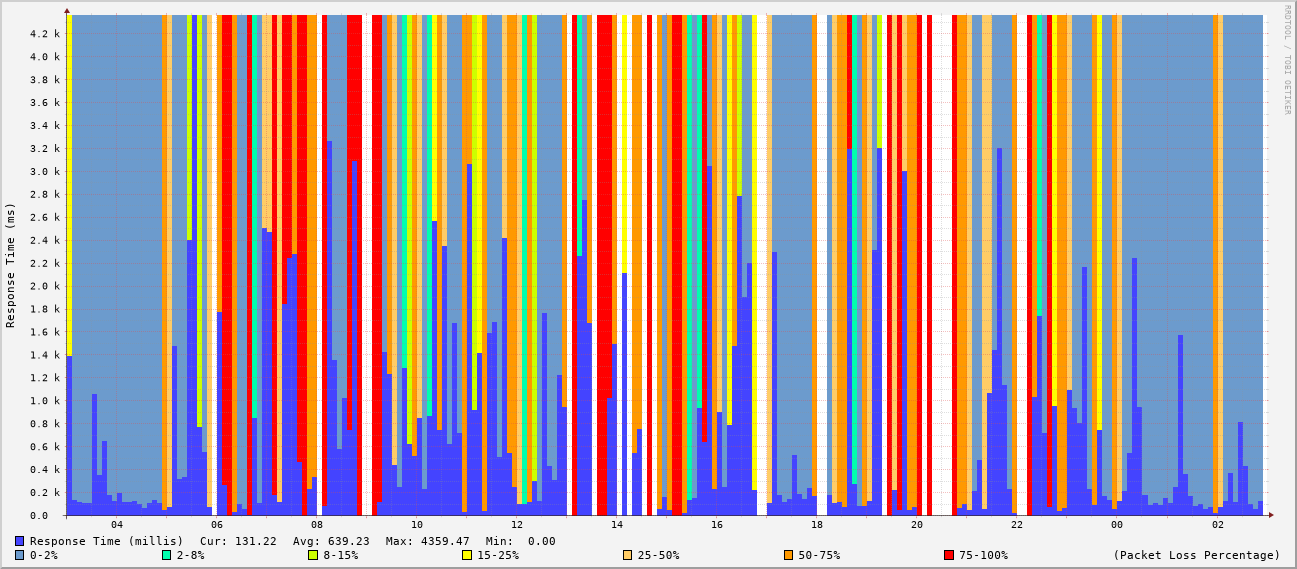 RRDTOOL / TOBI OETIKER
Response Time (ms)
4.2 k
4.0 k
3.8 k
3.6 k
3.4 k
3.2 k
3.0 k
2.8 k
2.6 k
2.4 k
2.2 k
2.0 k
1.8 k
1.6 k
1.4 k
1.2 k
1.0 k
0.8 k
0.6 k
0.4 k
0.2 k
0.0
04 06 08 10 12 14 16 18 20 22 00 02
Response Time (millis) Cur: 131.22 Avg: 639.23 Max: 4359.47 Min: 0.00
0-2% 2-8% 8-15% 15-25% 25-50% 50-75% 75-100% (Packet Loss Percentage)